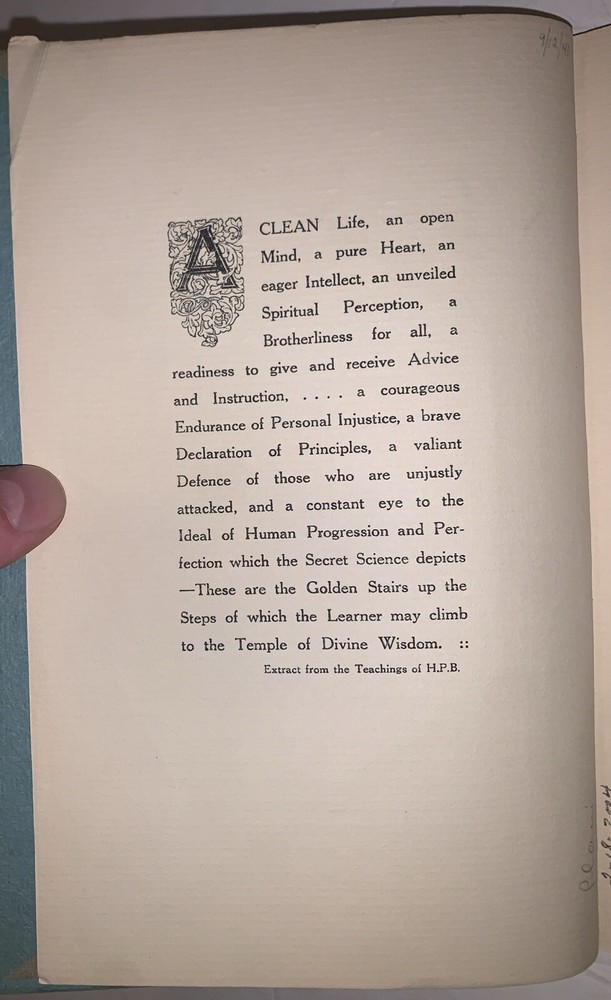 9/12/
A CLEAN Life, an open
Mind, a pure Heart, an
eager Intellect, an unveiled
Spiritual Perception, a
Brotherliness for all, a
readiness to give and receive Advice
and Instruction, . . . . a courageous
Endurance of Personal Injustice, a brave
Declaration of Principles, a valiant
Defence of those who are unjustly
attacked, and a constant eye to the
Ideal of Human Progression and Per-
fection which the Secret Science depicts
—These are the Golden Stairs up the
Steps of which the Learner may climb
to the Temple of Divine Wisdom. ::
Extract from the Teachings of H.P.B.